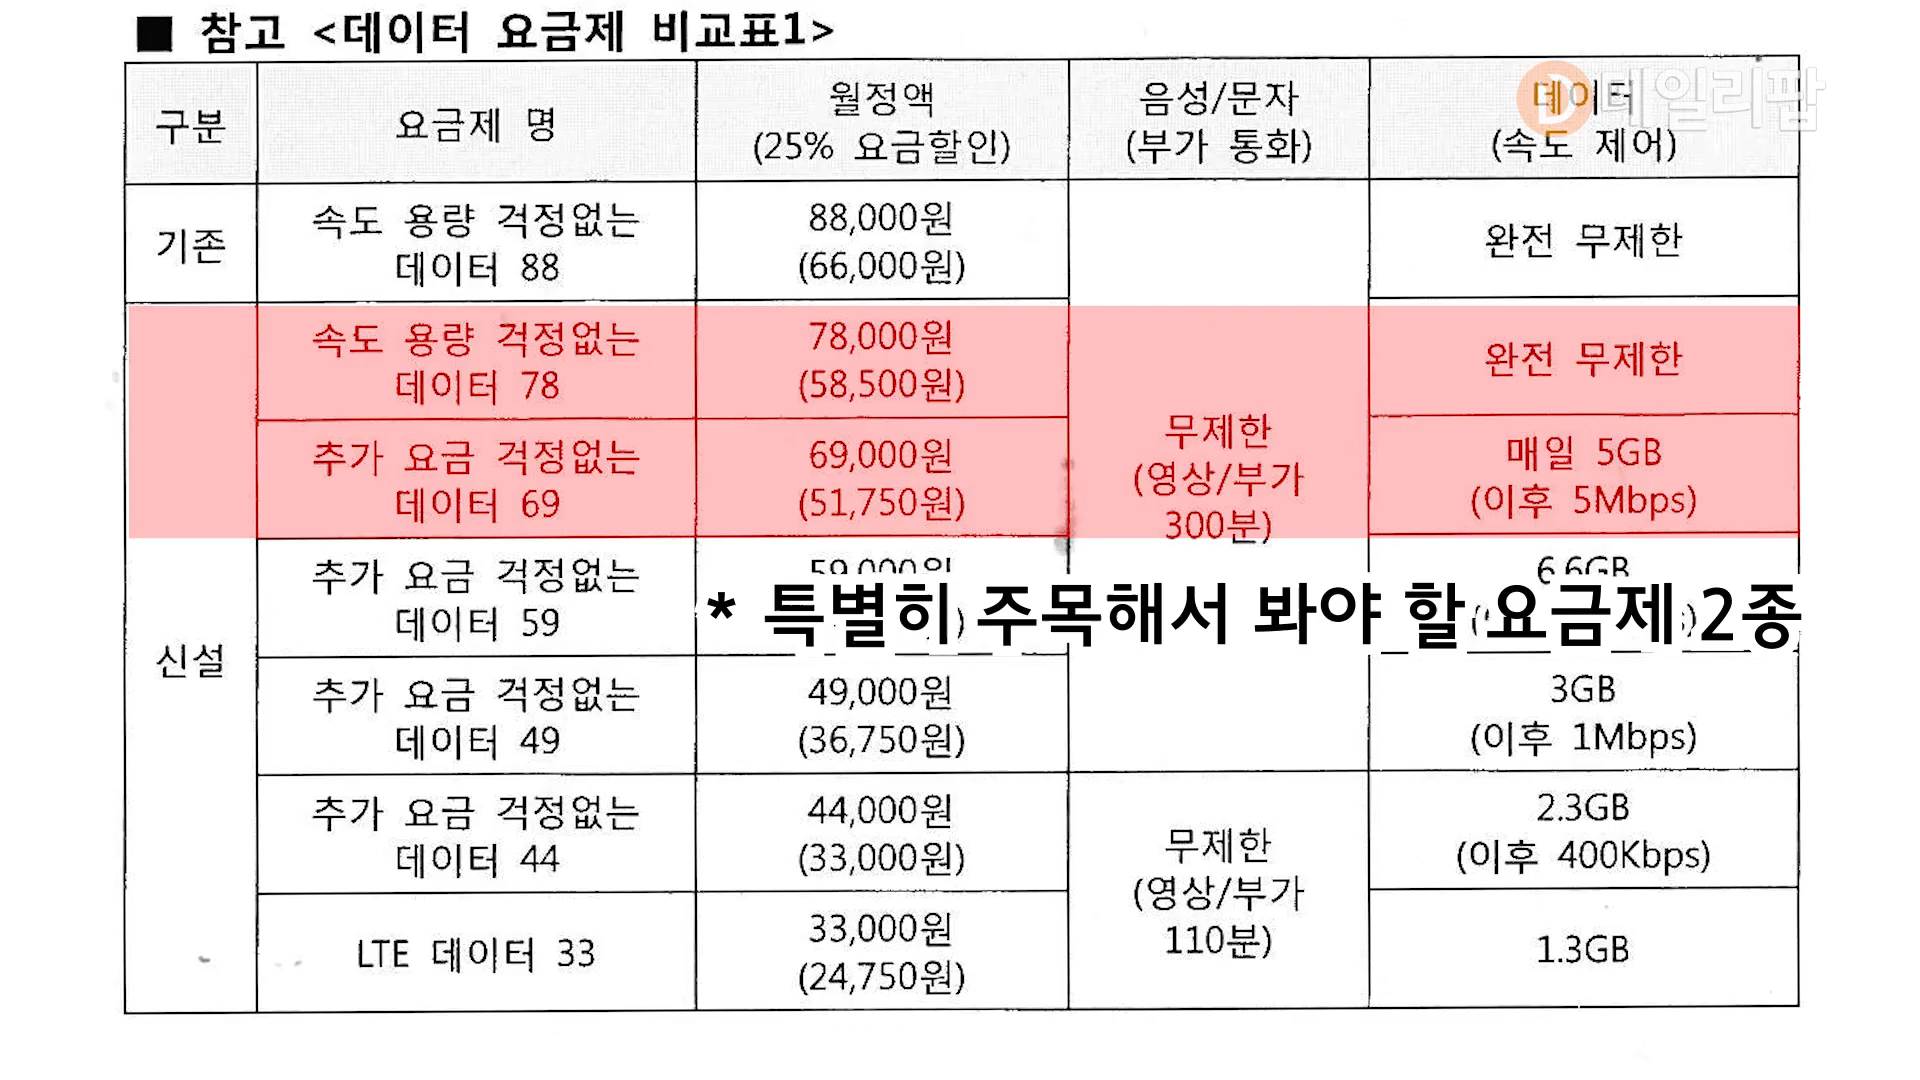 ■ 참고 <데이터 요금제 비교표1>
데일리팝
구분
요금제 명
월정액
(25% 요금할인)
음성/문자
(부가 통화)
데이터
(속도 제어)
기존
속도 용량 걱정없는
데이터 88
88,000원
(66,000원)
완전 무제한
속도 용량 걱정없는
데이터 78
78,000원
(58,500원)
완전 무제한
추가 요금 걱정없는
데이터 69
69,000원
(51,750원)
무제한
(영상/부가
300분)
매일 5GB
(이후 5Mbps)
추가 요금 걱정없는
데이터 59
59,000원
6.6GB
* 특별히 주목해서 봐야 할 요금제 2종
신설
추가 요금 걱정없는
데이터 49
49,000원
(36,750원)
3GB
(이후 1Mbps)
추가 요금 걱정없는
데이터 44
44,000원
(33,000원)
무제한
(영상/부가
110분)
2.3GB
(이후 400Kbps)
LTE 데이터 33
33,000원
(24,750원)
1.3GB